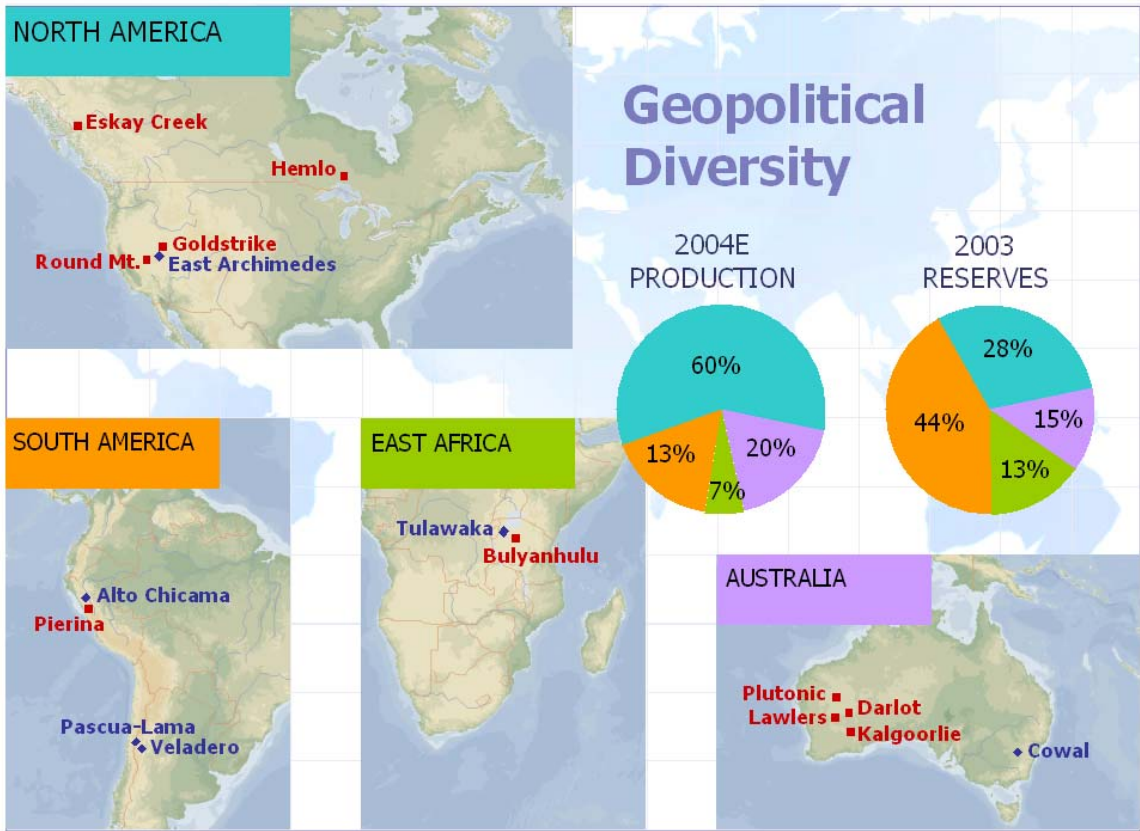 NORTH AMERICA
Eskay Creek
Hemlo
Goldstrike
Round Mt.
East Archimedes
Geopolitical
Diversity
2004E
PRODUCTION
60%
13%
7%
20%
2003
RESERVES
28%
44%
15%
13%
SOUTH AMERICA
Alto Chicama
Pierina
Pascua-Lama
Veladero
EAST AFRICA
Tulawaka
Bulyanhulu
AUSTRALIA
Plutonic
Darlot
Lawlers
Kalgoorlie
Cowal